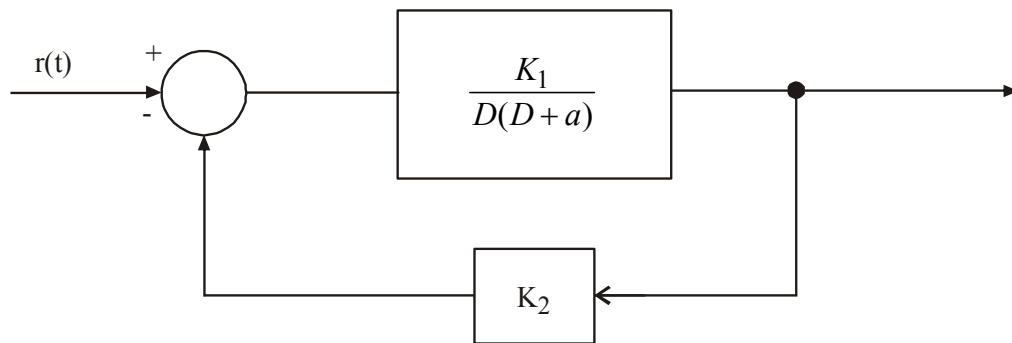 +
r(t)
-
K₁
D(D + a)
K₂